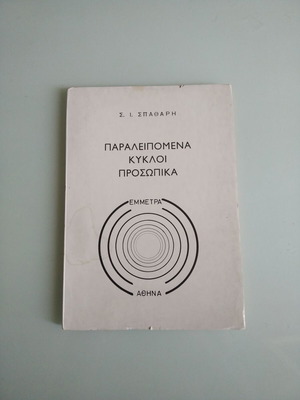 Σ. Ι. ΣΠΑΘΑΡΗ
ΠΑΡΑΛΕΙΠΟΜΕΝΑ
ΚΥΚΛΟΙ
ΠΡΟΣΩΠΙΚΑ
ΕΜΜΕΤΡΑ
ΑΘΗΝΑ